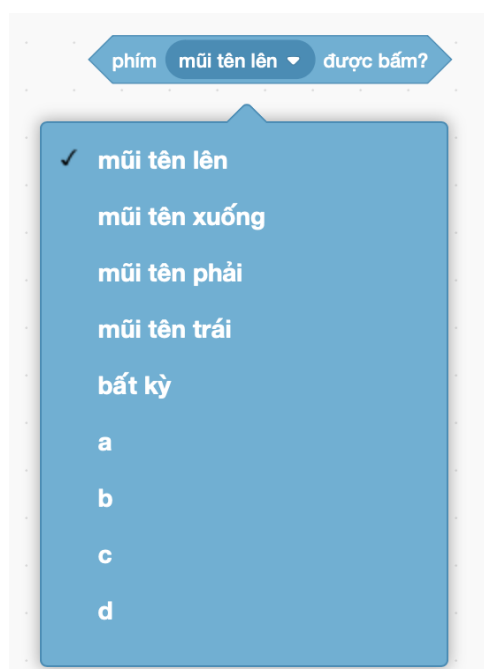 phím mũi tên lên được bấm?
mũi tên lên
mũi tên xuống
mũi tên phải
mũi tên trái
bất kỳ
a
b
c
d